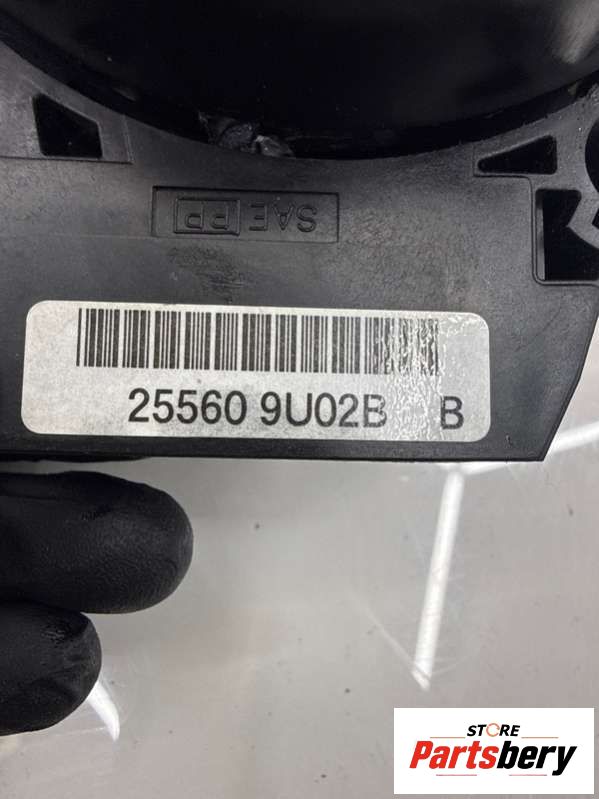 SAE PP
25560 9U02B B
STORE
Partsbery